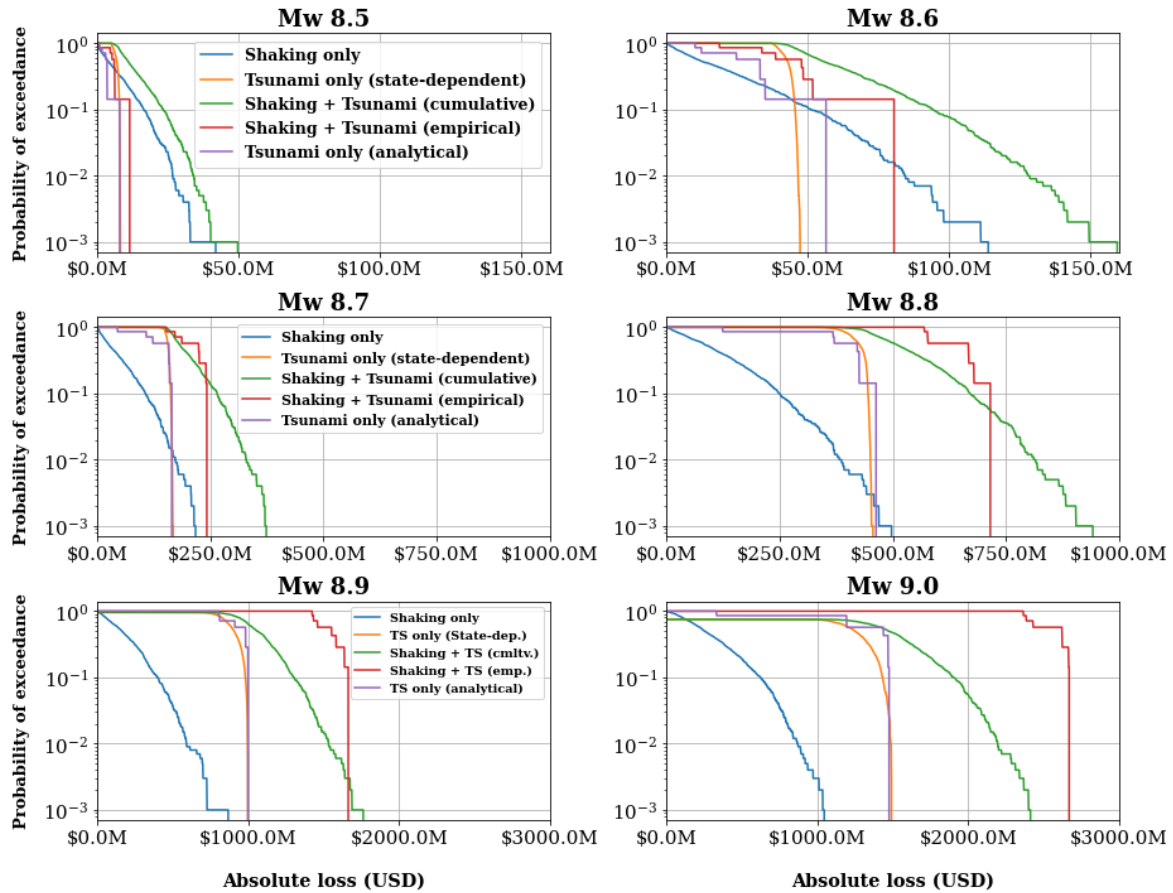 Mw 8.5
Mw 8.6
Probability of exceedance
10^0
10^-1
10^-2
10^-3
Shaking only
Tsunami only (state-dependent)
Shaking + Tsunami (cumulative)
Shaking + Tsunami (empirical)
Tsunami only (analytical)
$0.0M $50.0M $100.0M $150.0M
10^0
10^-1
10^-2
10^-3
$0.0M $50.0M $100.0M $150.0M
Mw 8.7
Mw 8.8
Probability of exceedance
10^0
10^-1
10^-2
10^-3
Shaking only
Tsunami only (state-dependent)
Shaking + Tsunami (cumulative)
Shaking + Tsunami (empirical)
Tsunami only (analytical)
$0.0M $250.0M $500.0M $750.0M $1000.0M
10^0
10^-1
10^-2
10^-3
$0.0M $250.0M $500.0M $750.0M $1000.0M
Mw 8.9
Mw 9.0
Probability of exceedance
10^0
10^-1
10^-2
10^-3
Shaking only
TS only (State-dep.)
Shaking + TS (cmltv.)
Shaking + TS (emp.)
TS only (analytical)
$0.0M $1000.0M $2000.0M $3000.0M
10^0
10^-1
10^-2
10^-3
$0.0M $1000.0M $2000.0M $3000.0M
Absolute loss (USD)
Absolute loss (USD)